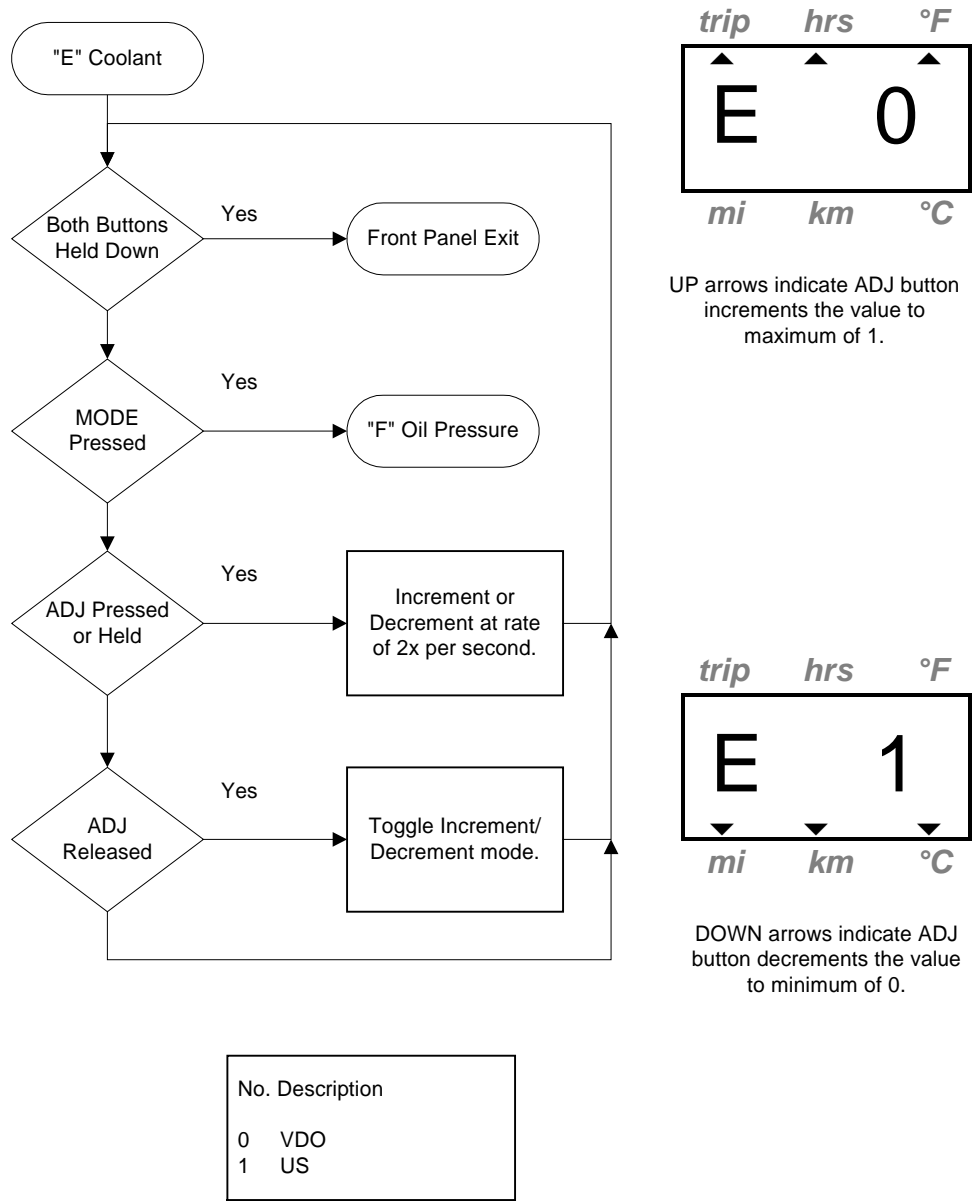 "E" Coolant
Both Buttons
Held Down
Yes
Front Panel Exit
MODE
Pressed
Yes
"F" Oil Pressure
ADJ Pressed
or Held
Yes
Increment or
Decrement at rate
of 2x per second.
ADJ
Released
Yes
Toggle Increment/
Decrement mode.
trip hrs °F
E 0
mi km °C
UP arrows indicate ADJ button
increments the value to
maximum of 1.
trip hrs °F
E 1
mi km °C
DOWN arrows indicate ADJ
button decrements the value
to minimum of 0.
No. Description
0 VDO
1 US